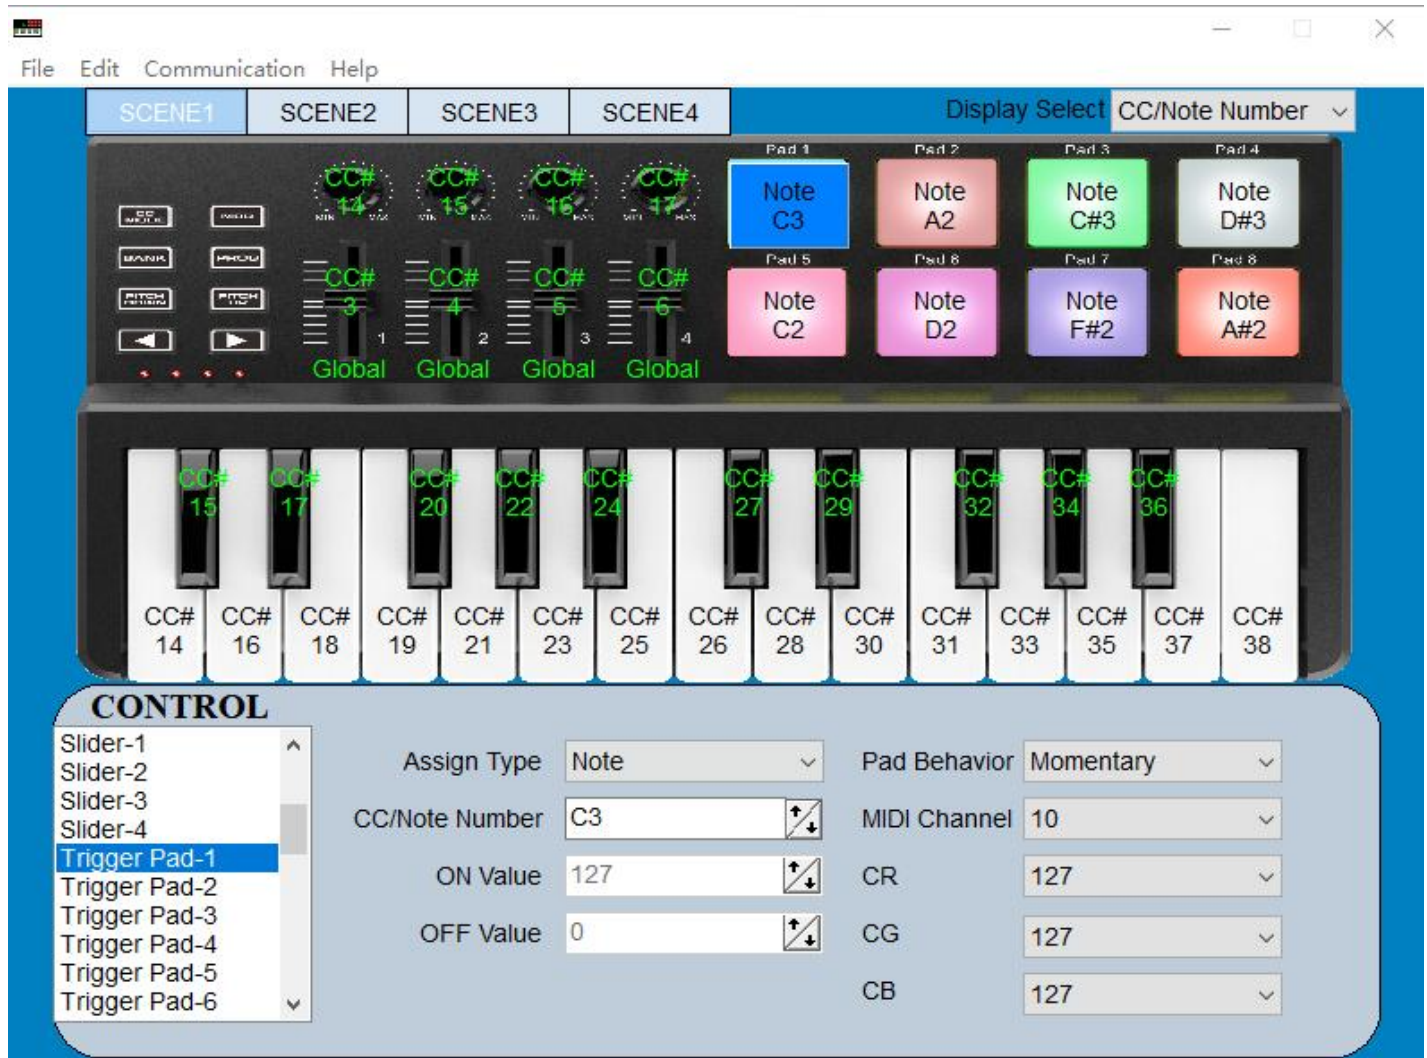 File Edit Communication Help
SCENE1 SCENE2 SCENE3 SCENE4 Display Select CC/Note Number
Pad 1 Pad 2 Pad 3 Pad 4
CC# CC# CC# CC#
14 15 16 17
MIN MAX MIN MAX MIN MAX MIN MAX
Note Note Note Note
C3 A2 C#3 D#3
BANK PROG
Pad 5 Pad 6 Pad 7 Pad 8
CC# CC# CC# CC#
3 4 5 6
Note Note Note Note
C2 D2 F#2 A#2
1 2 3 4
Global Global Global Global
CC# CC# CC# CC# CC# CC# CC# CC# CC# CC#
15 17 20 22 24 27 29 32 34 36
CC# CC# CC# CC# CC# CC# CC# CC# CC# CC# CC# CC# CC# CC# CC#
14 16 18 19 21 23 25 26 28 30 31 33 35 37 38
CONTROL
Slider-1
Slider-2
Slider-3
Slider-4
Trigger Pad-1
Trigger Pad-2
Trigger Pad-3
Trigger Pad-4
Trigger Pad-5
Trigger Pad-6
Assign Type Note
CC/Note Number C3
ON Value 127
OFF Value 0
Pad Behavior Momentary
MIDI Channel 10
CR 127
CG 127
CB 127